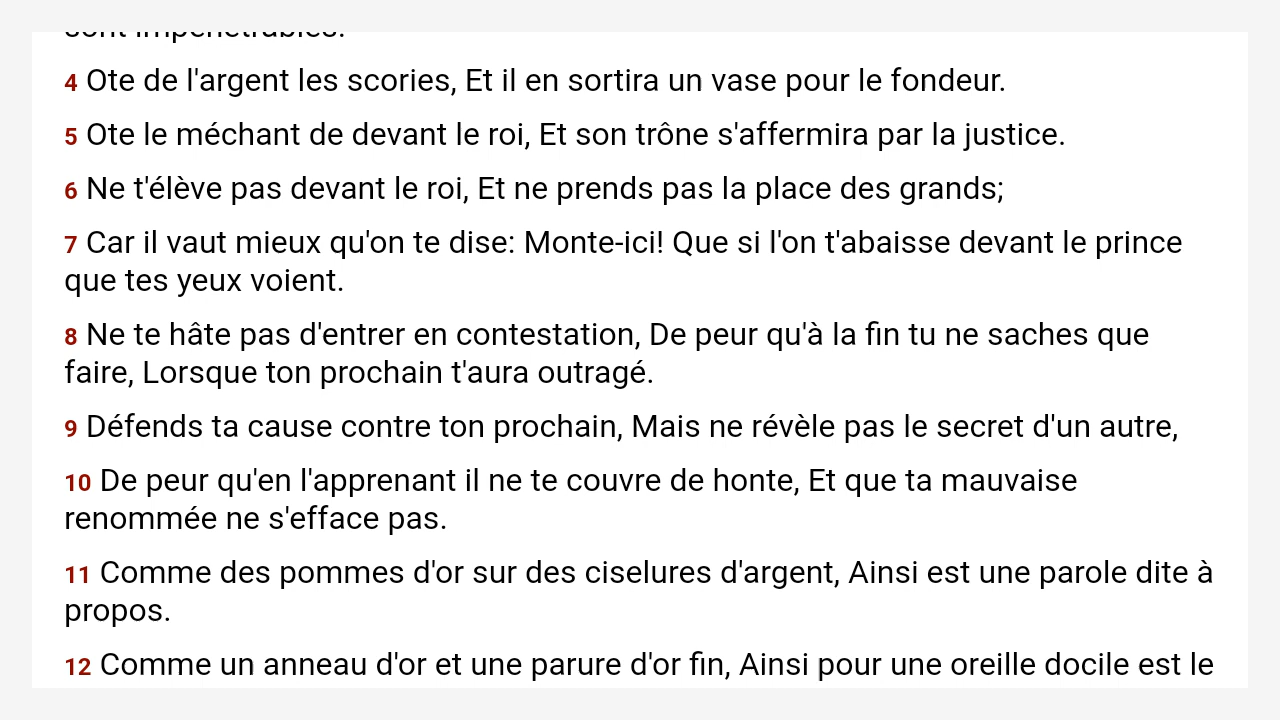 sont impénétrables.
4 Ote de l'argent les scories, Et il en sortira un vase pour le fondeur.
5 Ote le méchant de devant le roi, Et son trône s'affermira par la justice.
6 Ne t'élève pas devant le roi, Et ne prends pas la place des grands;
7 Car il vaut mieux qu'on te dise: Monte-ici! Que si l'on t'abaisse devant le prince
que tes yeux voient.
8 Ne te hâte pas d'entrer en contestation, De peur qu'à la fin tu ne saches que
faire, Lorsque ton prochain t'aura outragé.
9 Défends ta cause contre ton prochain, Mais ne révèle pas le secret d'un autre,
10 De peur qu'en l'apprenant il ne te couvre de honte, Et que ta mauvaise
renommée ne s'efface pas.
11 Comme des pommes d'or sur des ciselures d'argent, Ainsi est une parole dite à
propos.
12 Comme un anneau d'or et une parure d'or fin, Ainsi pour une oreille docile est le